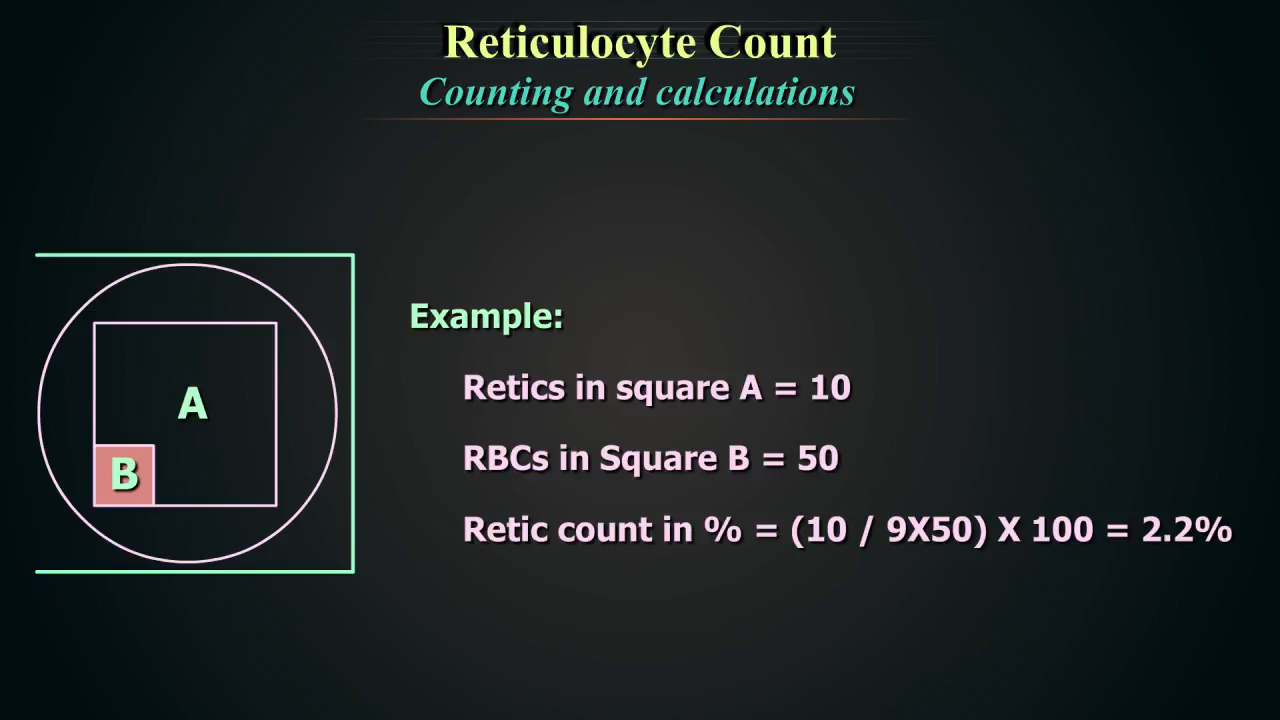 Reticulocyte Count
Counting and calculations
A
B
Example:
Retics in square A = 10
RBCs in Square B = 50
Retic count in % = (10 / 9X50) X 100 = 2.2%